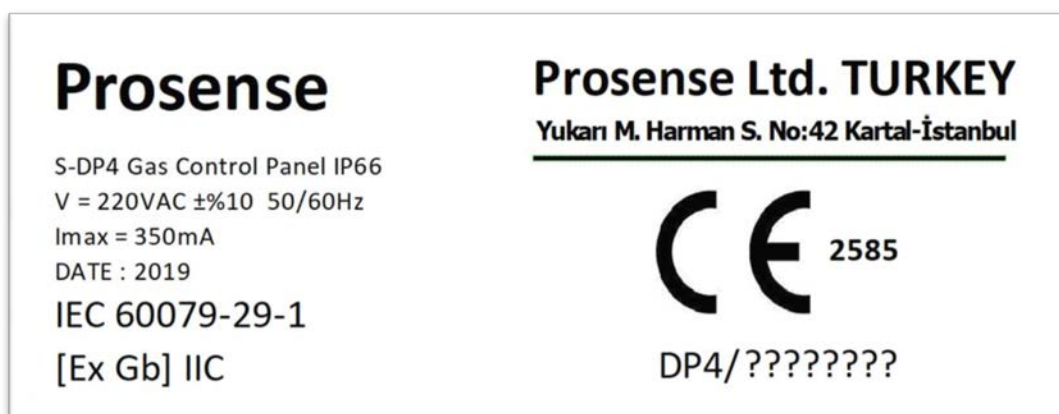 Prosense
S-DP4 Gas Control Panel IP66
V = 220VAC ±%10 50/60Hz
Imax = 350mA
DATE : 2019
IEC 60079-29-1
[Ex Gb] IIC
Prosense Ltd. TURKEY
Yukarı M. Harman S. No:42 Kartal-İstanbul
CE 2585
DP4/????????